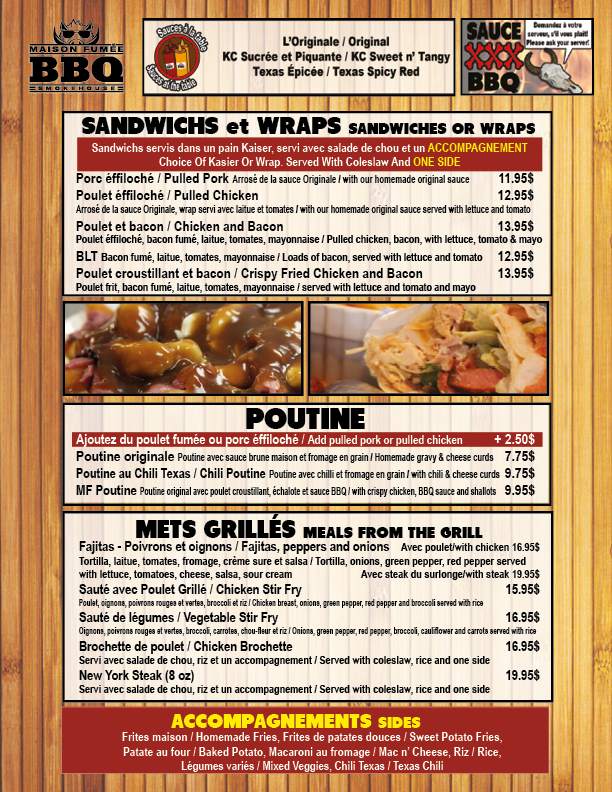 MAISON FUMÉE
BBQ
SMOKEHOUSE
Sauces à la table
Sauces at the table
L'Originale / Original
KC Sucrée et Piquante / KC Sweet n' Tangy
Texas Épicée / Texas Spicy Red
SAUCE
XXX
BBQ
Demandez à votre
serveur, s'il vous plait!
Please ask your server!
SANDWICHS et WRAPS SANDWICHES OR WRAPS
Sandwichs servis dans un pain Kaiser, servi avec salade de chou et un ACCOMPAGNEMENT
Choice Of Kasier Or Wrap. Served With Coleslaw And ONE SIDE
Porc éffiloché / Pulled Pork Arrosé de la sauce Originale / with our homemade original sauce 11.95$
Poulet éffiloché / Pulled Chicken 12.95$
Arrosé de la sauce Originale, wrap servi avec laitue et tomates / with our homemade original sauce served with lettuce and tomato
Poulet et bacon / Chicken and Bacon 13.95$
Poulet éffiloché, bacon fumé, laitue, tomates, mayonnaise / Pulled chicken, bacon, with lettuce, tomato & mayo
BLT Bacon fumé, laitue, tomates, mayonnaise / Loads of bacon, served with lettuce and tomato 12.95$
Poulet croustillant et bacon / Crispy Fried Chicken and Bacon 13.95$
Poulet frit, bacon fumé, laitue, tomates, mayonnaise / served with lettuce and tomato and mayo
POUTINE
Ajoutez du poulet fumée ou porc éffiloché / Add pulled pork or pulled chicken + 2.50$
Poutine originale Poutine avec sauce brune maison et fromage en grain / Homemade gravy & cheese curds 7.75$
Poutine au Chili Texas / Chili Poutine Poutine avec chilli et fromage en grain / with chili & cheese curds 9.75$
MF Poutine Poutine original avec poulet croustillant, échalote et sauce BBQ / with crispy chicken, BBQ sauce and shallots 9.95$
METS GRILLÉS MEALS FROM THE GRILL
Fajitas - Poivrons et oignons / Fajitas, peppers and onions Avec poulet/with chicken 16.95$
Tortilla, laitue, tomates, fromage, crème sure et salsa / Tortilla, onions, green pepper, red pepper served
with lettuce, tomatoes, cheese, salsa, sour cream Avec steak du surlonge/with steak 19.95$
Sauté avec Poulet Grillé / Chicken Stir Fry 15.95$
Poulet, oignons, poivrons rouges et vertes, broccoli et riz / Chicken breast, onions, green pepper, red pepper and broccoli served with rice
Sauté de légumes / Vegetable Stir Fry 16.95$
Oignons, poivrons rouges et vertes, broccoli, carrotes, chou-fleur et riz / Onions, green pepper, red pepper, broccoli, cauliflower and carrots served with rice
Brochette de poulet / Chicken Brochette 16.95$
Servi avec salade de chou, riz et un accompagnement / Served with coleslaw, rice and one side
New York Steak (8 oz) 19.95$
Servi avec salade de chou, riz et un accompagnement / Served with coleslaw, rice and one side
ACCOMPAGNEMENTS SIDES
Frites maison / Homemade Fries, Frites de patates douces / Sweet Potato Fries,
Patate au four / Baked Potato, Macaroni au fromage / Mac n' Cheese, Riz / Rice,
Légumes variés / Mixed Veggies, Chili Texas / Texas Chili